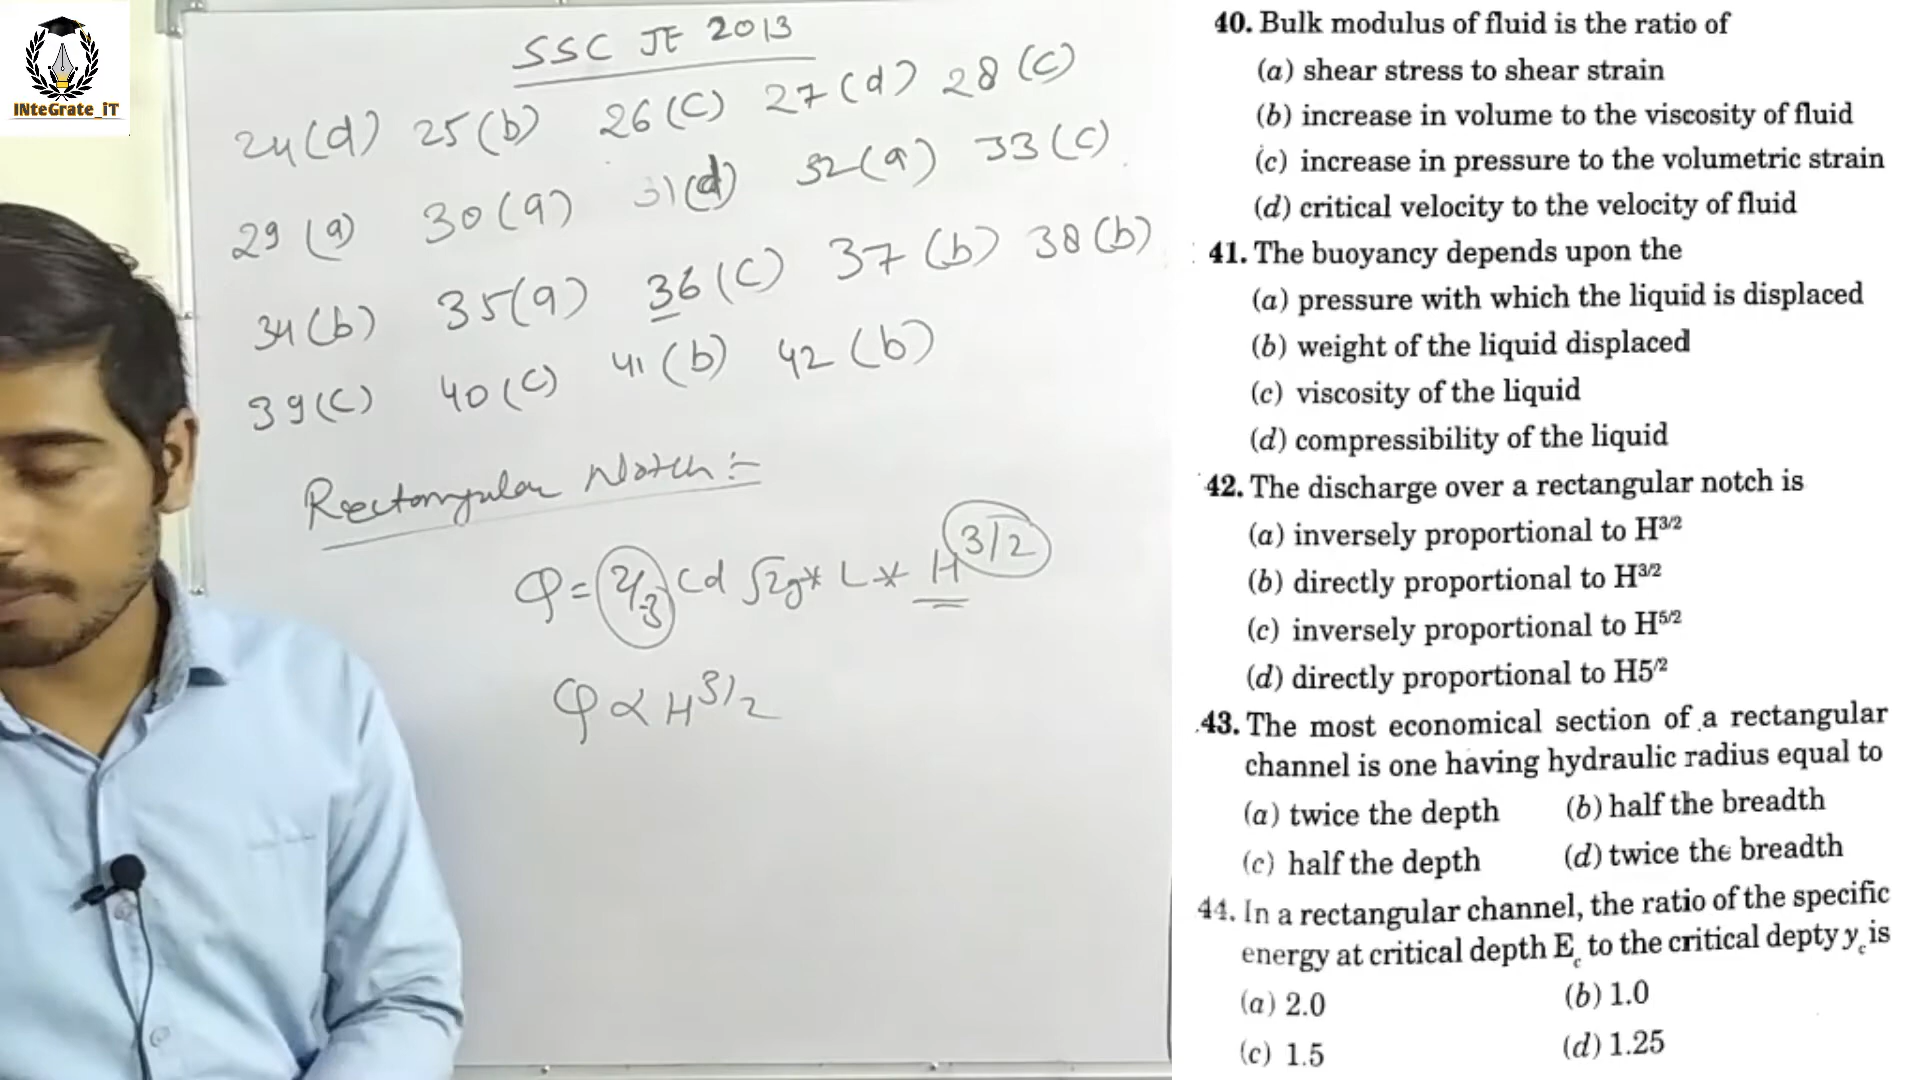 INteGrate_iT
SSC JE 2013
24(d) 25(b) 26(C) 27(d) 28(C)
29(a) 30(a) 31(d) 32(a) 33(C)
34(b) 35(a) 36(C) 37(b) 38(b)
39(C) 40(C) 41(b) 42(b)
Rectangular Notch :-
Q = 2/3 Cd √2g * L * H^3/2
Q ∝ H^3/2
40. Bulk modulus of fluid is the ratio of
(a) shear stress to shear strain
(b) increase in volume to the viscosity of fluid
(c) increase in pressure to the volumetric strain
(d) critical velocity to the velocity of fluid
41. The buoyancy depends upon the
(a) pressure with which the liquid is displaced
(b) weight of the liquid displaced
(c) viscosity of the liquid
(d) compressibility of the liquid
42. The discharge over a rectangular notch is
(a) inversely proportional to H^3/2
(b) directly proportional to H^3/2
(c) inversely proportional to H^5/2
(d) directly proportional to H5^/2
43. The most economical section of a rectangular
channel is one having hydraulic radius equal to
(a) twice the depth (b) half the breadth
(c) half the depth (d) twice the breadth
44. In a rectangular channel, the ratio of the specific
energy at critical depth E_c to the critical depty y_c is
(a) 2.0 (b) 1.0
(c) 1.5 (d) 1.25